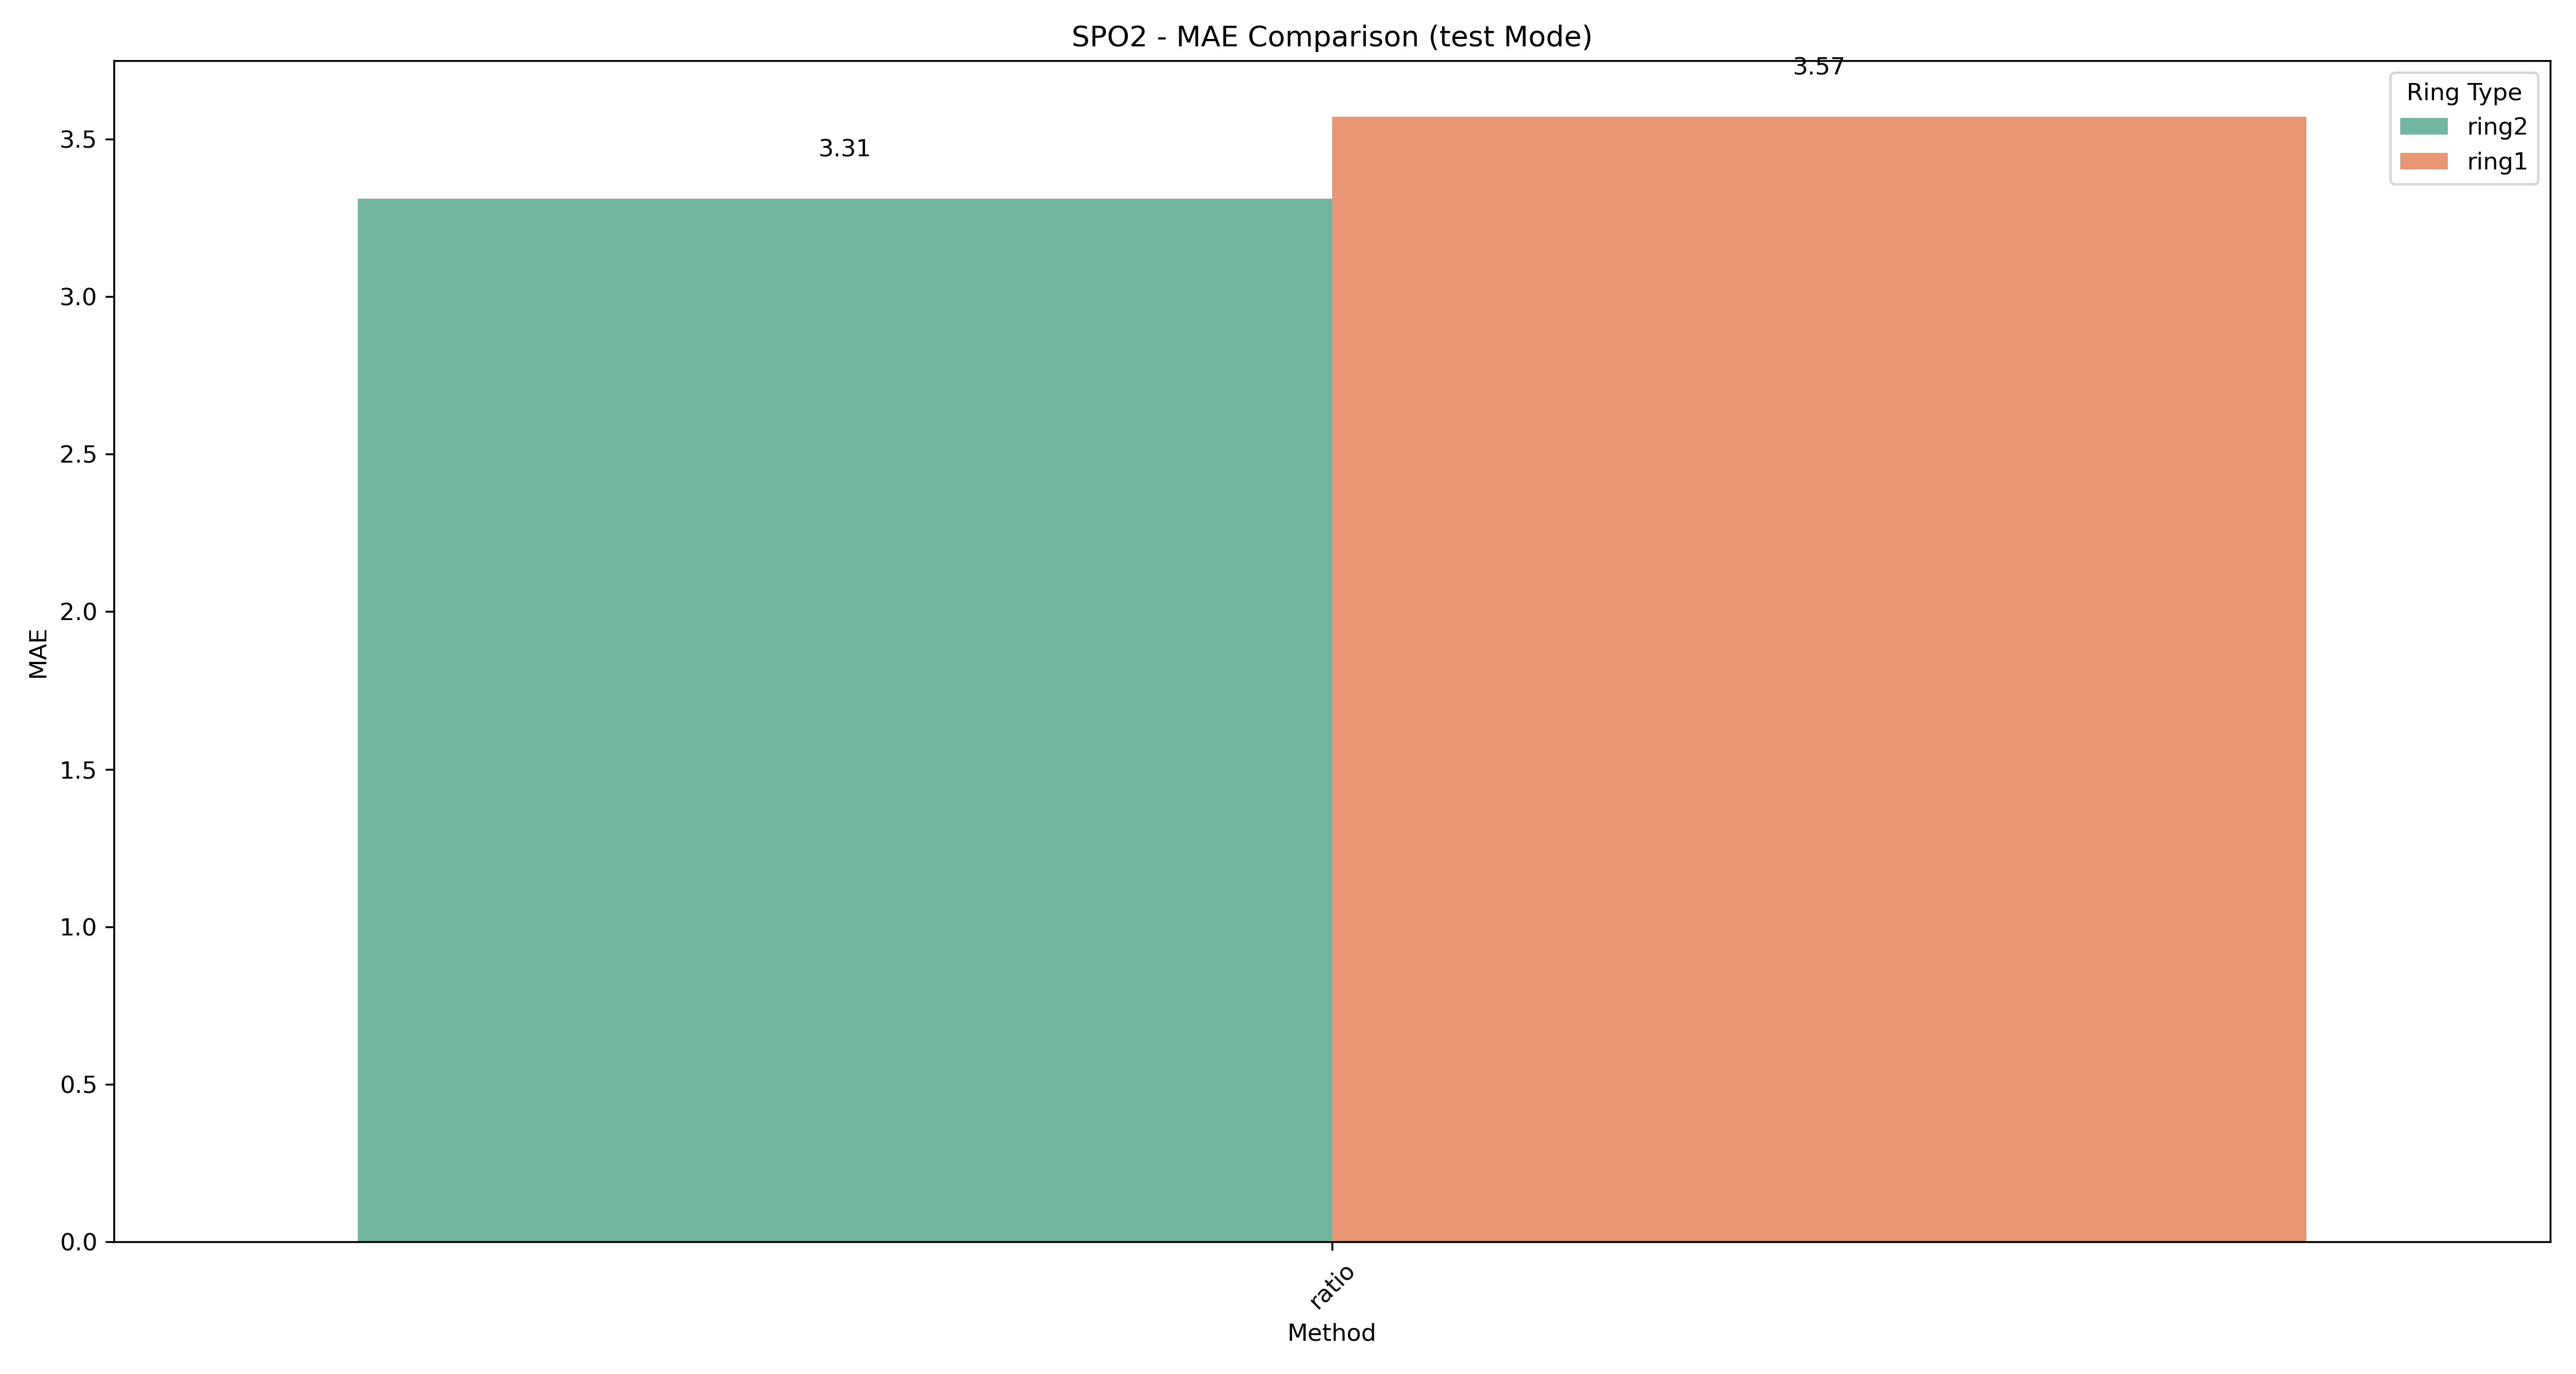 SPO2 - MAE Comparison (test Mode)
3.57
3.31
Ring Type
ring2
ring1
3.5
3.0
2.5
2.0
1.5
1.0
0.5
0.0
MAE
ratio
Method